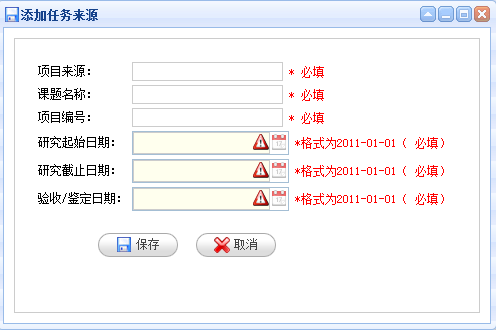 添加任务来源
项目来源： * 必填
课题名称： * 必填
项目编号： * 必填
研究起始日期： *格式为2011-01-01（ 必填）
研究截止日期： *格式为2011-01-01（ 必填）
验收/鉴定日期： *格式为2011-01-01（ 必填）
保存 取消